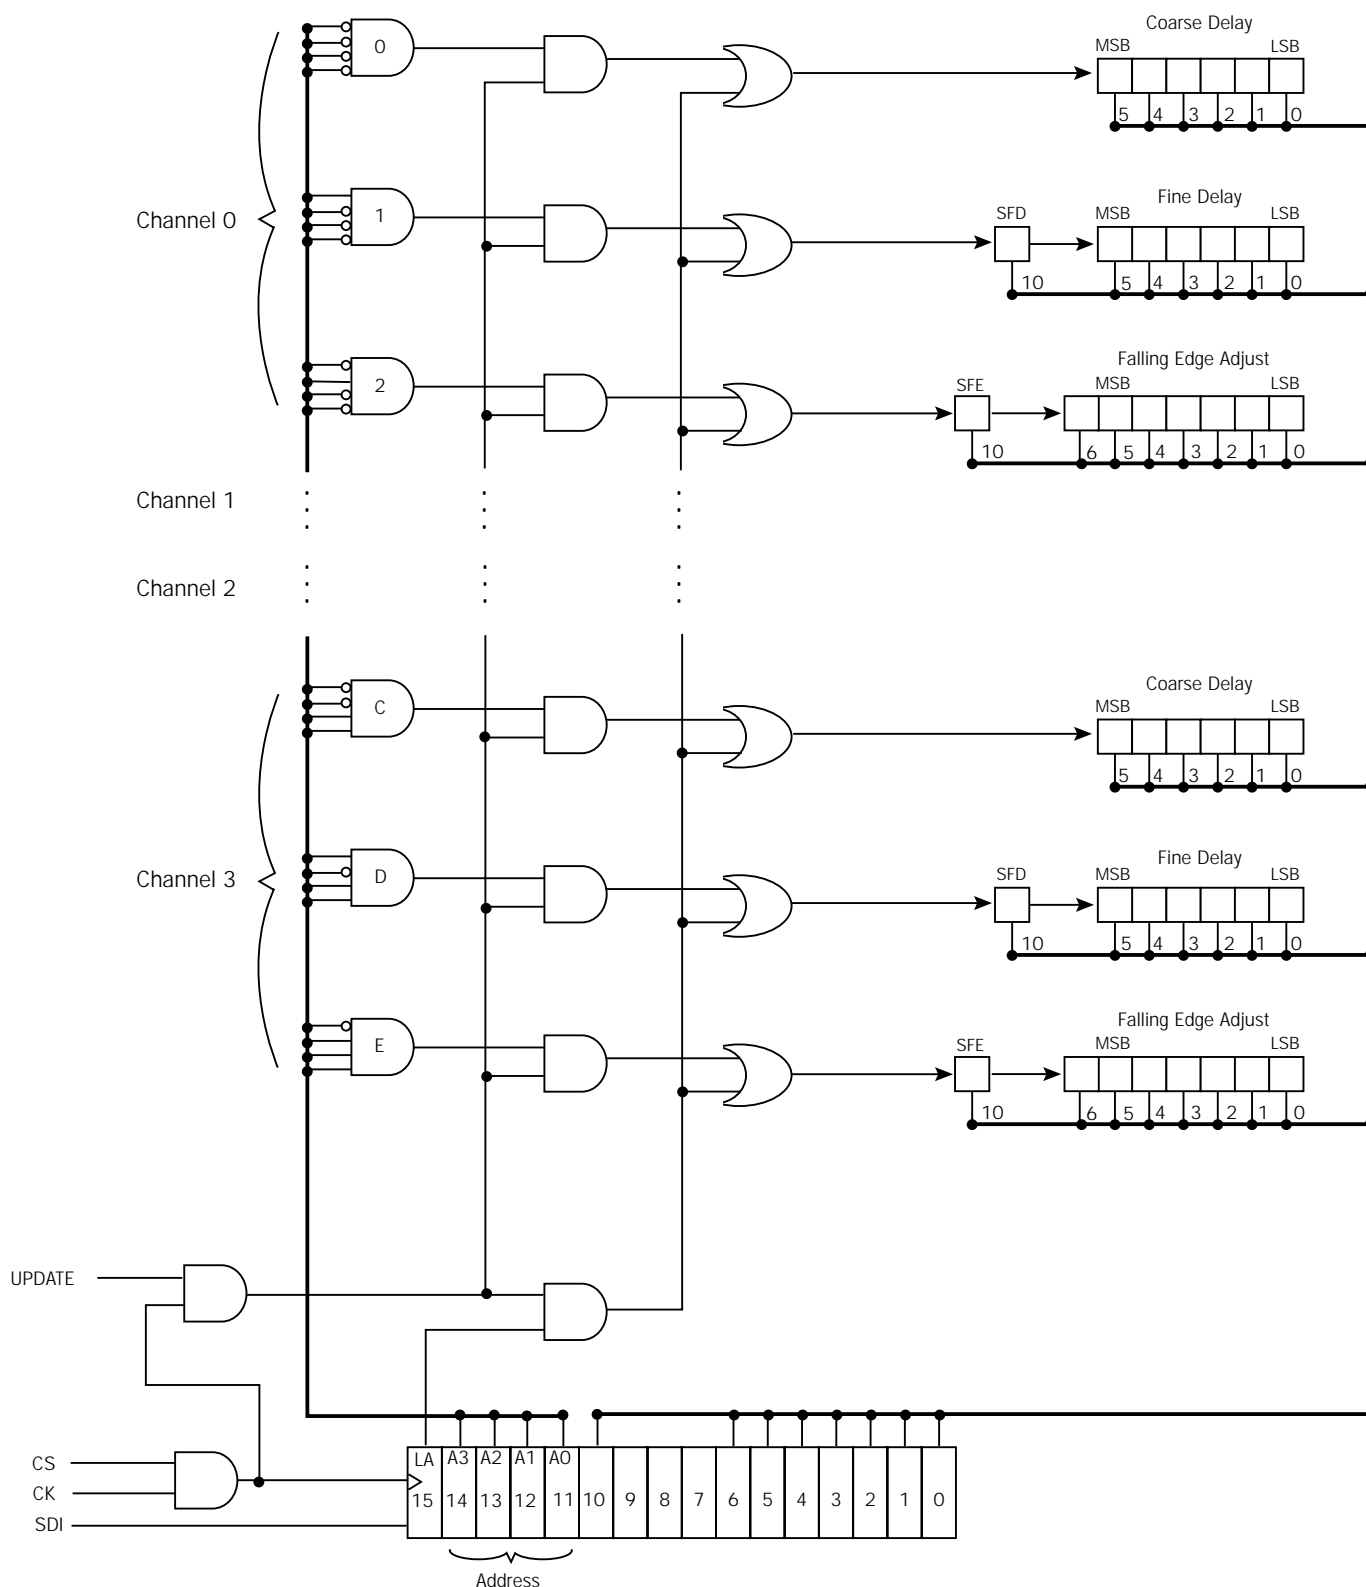 Coarse Delay
MSB LSB
0
5 4 3 2 1 0
Fine Delay
SFD MSB LSB
Channel 0
1
10 5 4 3 2 1 0
Falling Edge Adjust
SFE MSB LSB
2
10 6 5 4 3 2 1 0
Channel 1
Channel 2
Coarse Delay
MSB LSB
C
5 4 3 2 1 0
Fine Delay
SFD MSB LSB
Channel 3
D
10 5 4 3 2 1 0
Falling Edge Adjust
SFE MSB LSB
E
10 6 5 4 3 2 1 0
UPDATE
CS
CK
SDI
LA A3 A2 A1 A0
15 14 13 12 11 10 9 8 7 6 5 4 3 2 1 0
Address